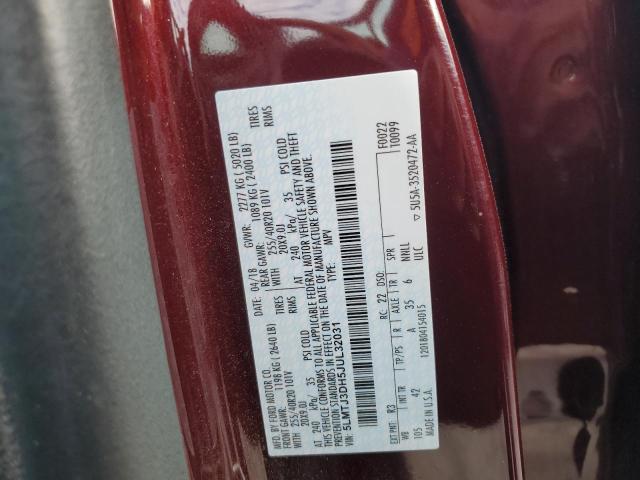 MFD. BY FORD MOTOR CO. DATE: 04/18 GVWR: 2277 KG ( 5020 LB)
FRONT GAWR: 1198 KG ( 2640 LB) REAR GAWR: 1089 KG ( 2400 LB)
WITH 255/40R20 101V TIRES WITH 255/40R20 101V TIRES
20X9.0J RIMS 20X9.0J RIMS
AT 240 kPa/ 35 PSI COLD AT 240 kPa/ 35 PSI COLD
THIS VEHICLE CONFORMS TO ALL APPLICABLE FEDERAL MOTOR VEHICLE SAFETY AND THEFT
PREVENTION STANDARDS IN EFFECT ON THE DATE OF MANUFACTURE SHOWN ABOVE.
VIN: 5LMTJ3DH5JUL32031 TYPE: MPV
F0022
10099
EXT PNT: R3 RC: 22 DSO:
WB INT TR TP/PS R AXLE TR SPR
105 42 A 35 6 NNLL
1201804154015 ULC
MADE IN U.S.A.
▽ 5U5A-3520472-AA